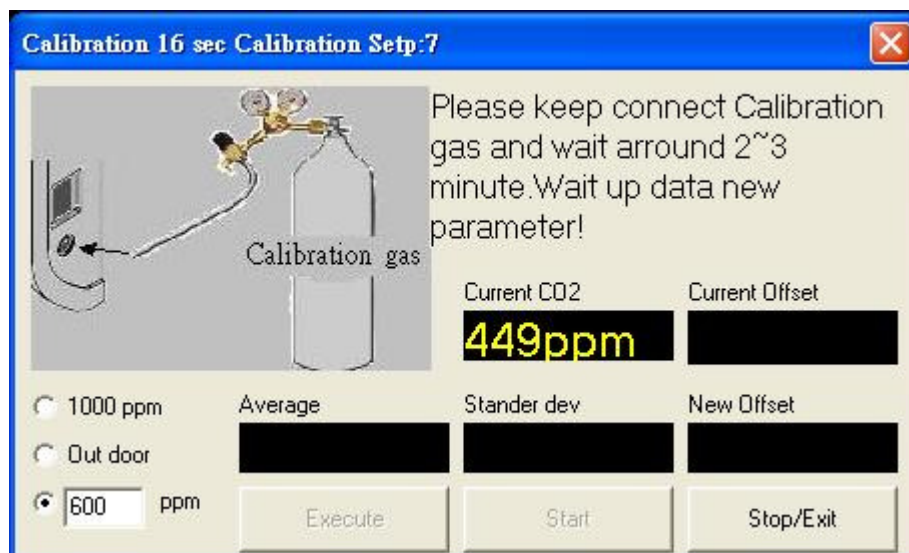 Calibration 16 sec Calibration Setp:7
Please keep connect Calibration
gas and wait arround 2~3
minute.Wait up data new
parameter!
Calibration gas
Current CO2
Current Offset
449ppm
1000 ppm
Average
Stander dev
New Offset
Out door
600 ppm
Execute
Start
Stop/Exit